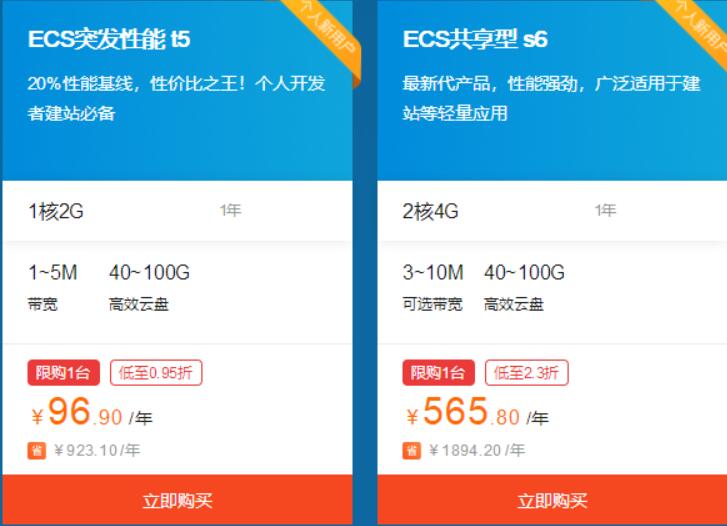 个人新用户
ECS突发性能 t5
20%性能基线，性价比之王！个人开发
者建站必备
1核2G 1年
1~5M 40~100G
带宽 高效云盘
限购1台 低至0.95折
¥96.90 /年
省 ¥923.10/年
立即购买
个人新用户
ECS共享型 s6
最新代产品，性能强劲，广泛适用于建
站等轻量应用
2核4G 1年
3~10M 40~100G
可选带宽 高效云盘
限购1台 低至2.3折
¥565.80 /年
省 ¥1894.20/年
立即购买